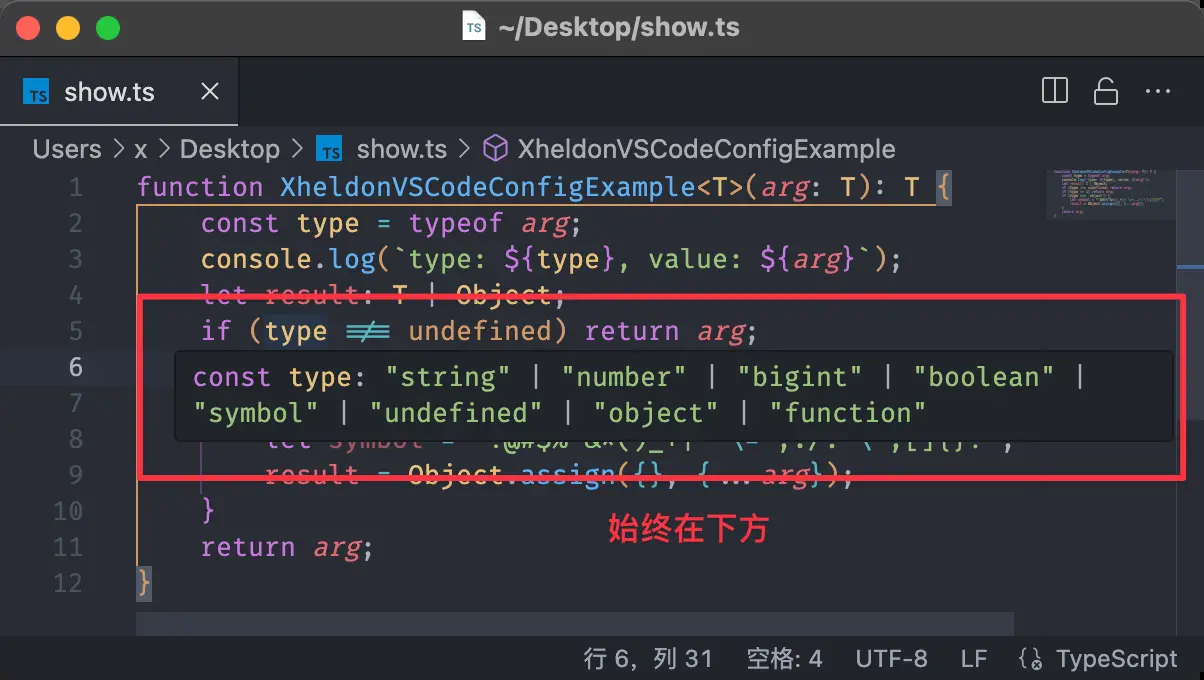 TS ~/Desktop/show.ts
TS show.ts
Users > x > Desktop > TS show.ts > XheldonVSCodeConfigExample
1 function XheldonVSCodeConfigExample<T>(arg: T): T {
2 const type = typeof arg;
3 console.log(`type: ${type}, value: ${arg}`);
4 let result: T | Object;
5 if (type !== undefined) return arg;
6
const type: "string" | "number" | "bigint" | "boolean" |
7
"symbol" | "undefined" | "object" | "function"
8 let symbol =
9 result = Object.assign({}, {...arg});
10 }
11 return arg;
始终在下方
12 }
行 6，列 31 空格: 4 UTF-8 LF TypeScript